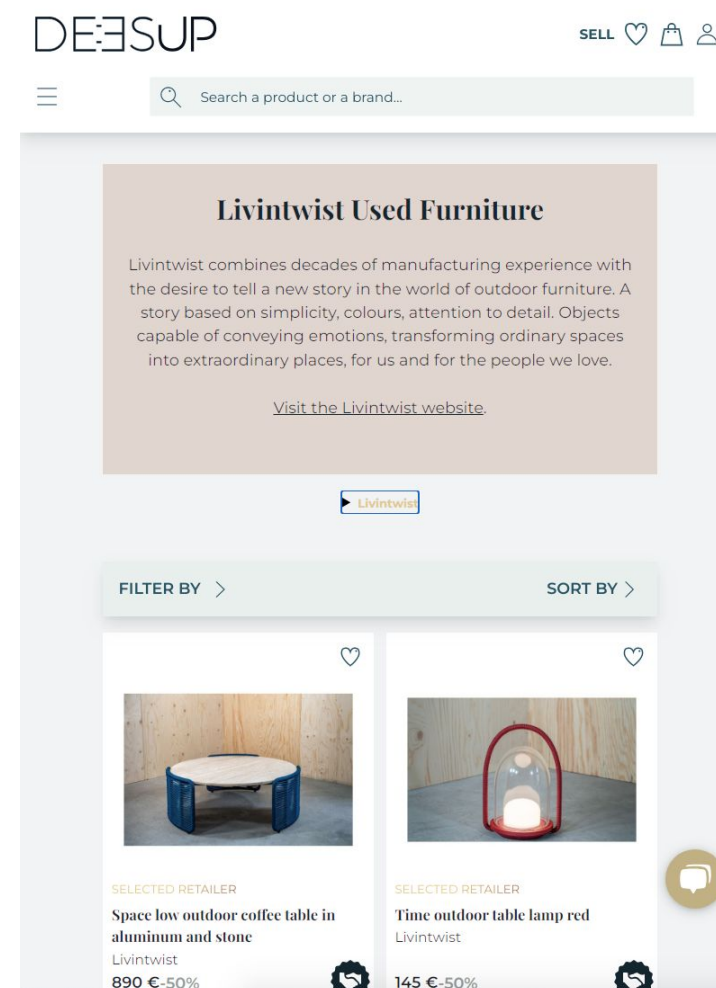 DEESUP
SELL
Search a product or a brand...
Livintwist Used Furniture
Livintwist combines decades of manufacturing experience with
the desire to tell a new story in the world of outdoor furniture. A
story based on simplicity, colours, attention to detail. Objects
capable of conveying emotions, transforming ordinary spaces
into extraordinary places, for us and for the people we love.
Visit the Livintwist website.
Livintwist
FILTER BY
SORT BY
SELECTED RETAILER
Space low outdoor coffee table in
aluminum and stone
Livintwist
890 €-50%
SELECTED RETAILER
Time outdoor table lamp red
Livintwist
145 €-50%